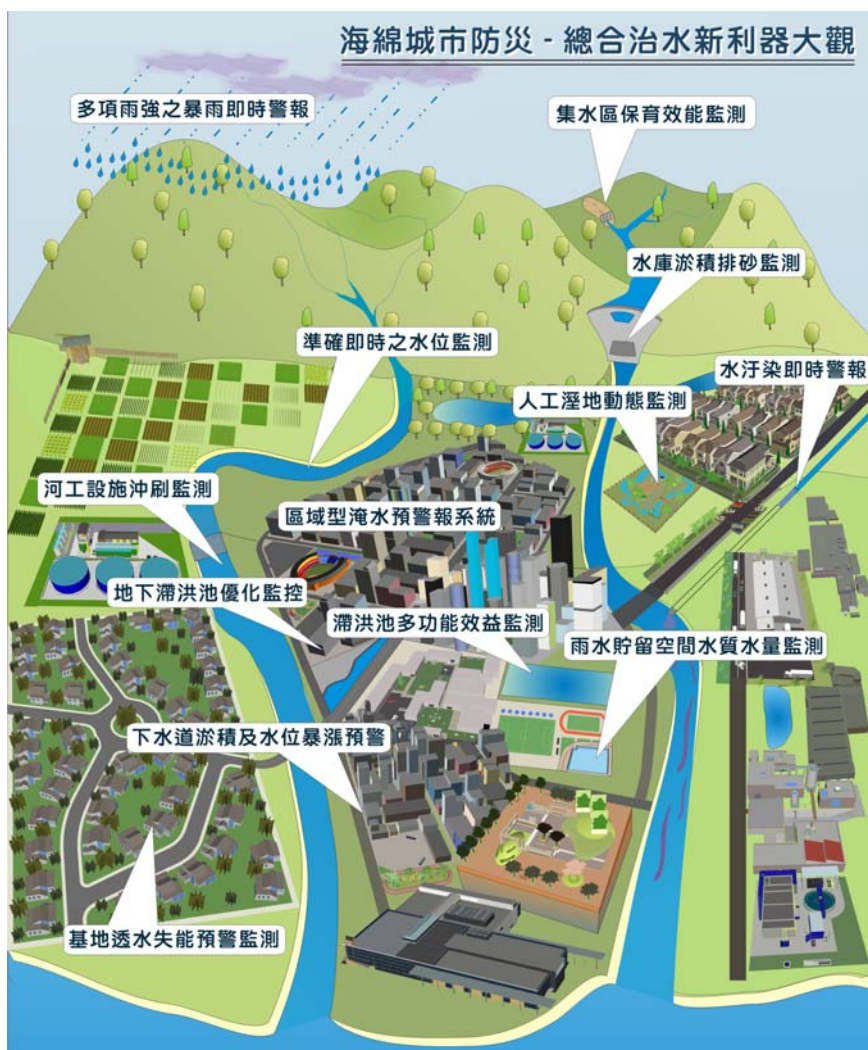 海綿城市防災 - 總合治水新利器大觀
多項雨強之暴雨即時警報
集水區保育效能監測
水庫淤積排砂監測
準確即時之水位監測
水汙染即時警報
人工溼地動態監測
河工設施沖刷監測
區域型淹水預警報系統
地下滯洪池優化監控
滯洪池多功能效益監測
雨水貯留空間水質水量監測
下水道淤積及水位暴漲預警
基地透水失能預警監測